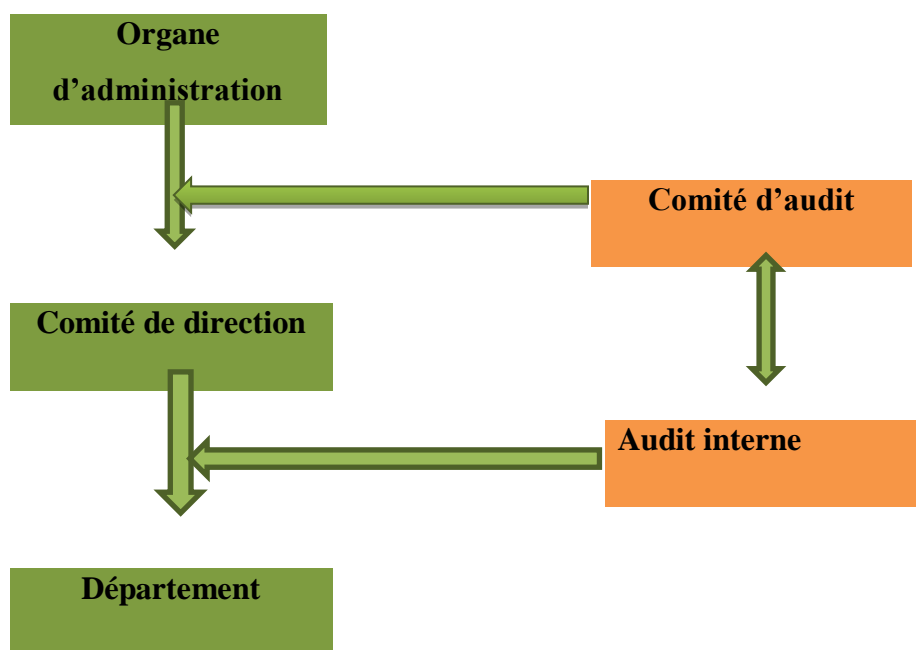 Organe
d’administration
Comité d’audit
Comité de direction
Audit interne
Département